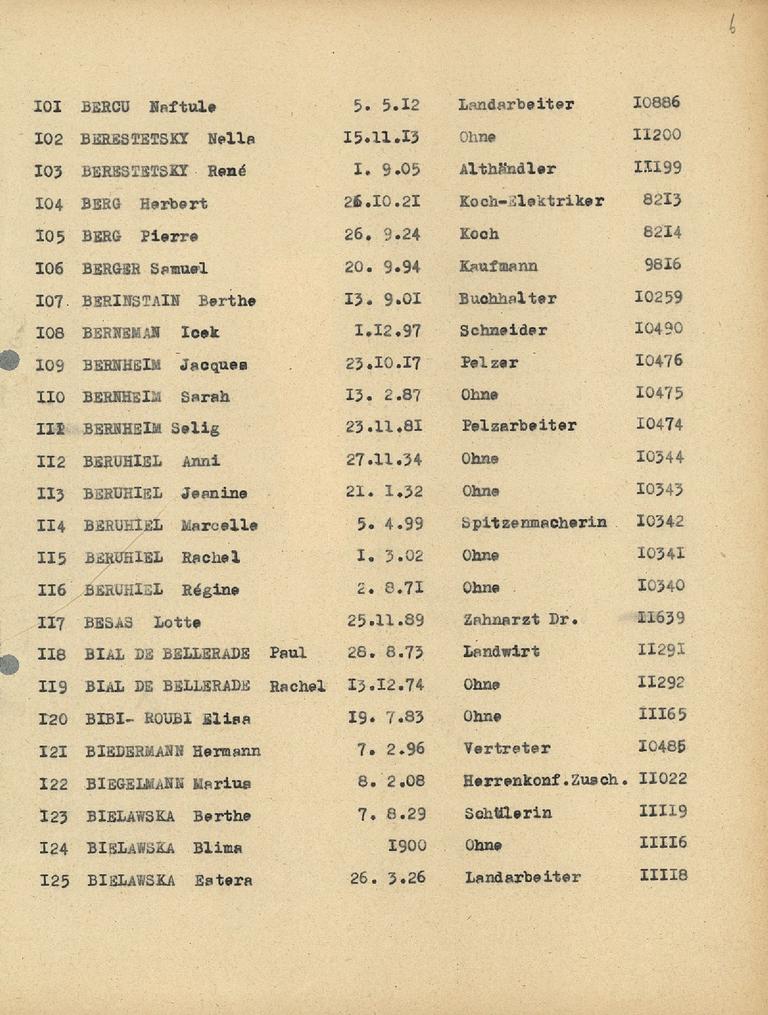 6
I0I BERCU Naftule 5. 5.I2 Landarbeiter I0886
I02 BERESTETSKY Nella I5.11.I3 Ohne II200
I03 BERESTETSKY René I. 9.05 Althändler III99
I04 BERG Herbert 26.I0.2I Koch-Elektriker 82I3
I05 BERG Pierre 26. 9.24 Koch 82I4
I06 BERGER Samuel 20. 9.94 Kaufmann 98I6
I07 BERINSTAIN Berthe I3. 9.0I Buchhalter I0259
I08 BERNEMAN Icek I.I2.97 Schneider I0490
I09 BERNHEIM Jacques 23.I0.I7 Pelzer I0476
II0 BERNHEIM Sarah I3. 2.87 Ohne I0475
III BERNHEIM Selig 23.11.8I Pelzarbeiter I0474
II2 BERUHIEL Anni 27.11.34 Ohne I0344
II3 BERUHIEL Jeanine 2I. I.32 Ohne I0343
II4 BERUHIEL Marcelle 5. 4.99 Spitzenmacherin I0342
II5 BERUHIEL Rachel I. 3.02 Ohne I034I
II6 BERUHIEL Régine 2. 8.7I Ohne I0340
II7 BESAS Lotte 25.11.89 Zahnarzt Dr. II639
II8 BIAL DE BELLERADE Paul 28. 8.73 Landwirt II29I
II9 BIAL DE BELLERADE Rachel I3.I2.74 Ohne II292
I20 BIBI- ROUBI Elisa I9. 7.83 Ohne III65
I2I BIEDERMANN Hermann 7. 2.96 Vertreter I0485
I22 BIEGELMANN Marius 8. 2.08 Herrenkonf.Zusch. II022
I23 BIELAWSKA Berthe 7. 8.29 Schülerin IIII9
I24 BIELAWSKA Blima I900 Ohne IIII6
I25 BIELAWSKA Estera 26. 3.26 Landarbeiter IIII8